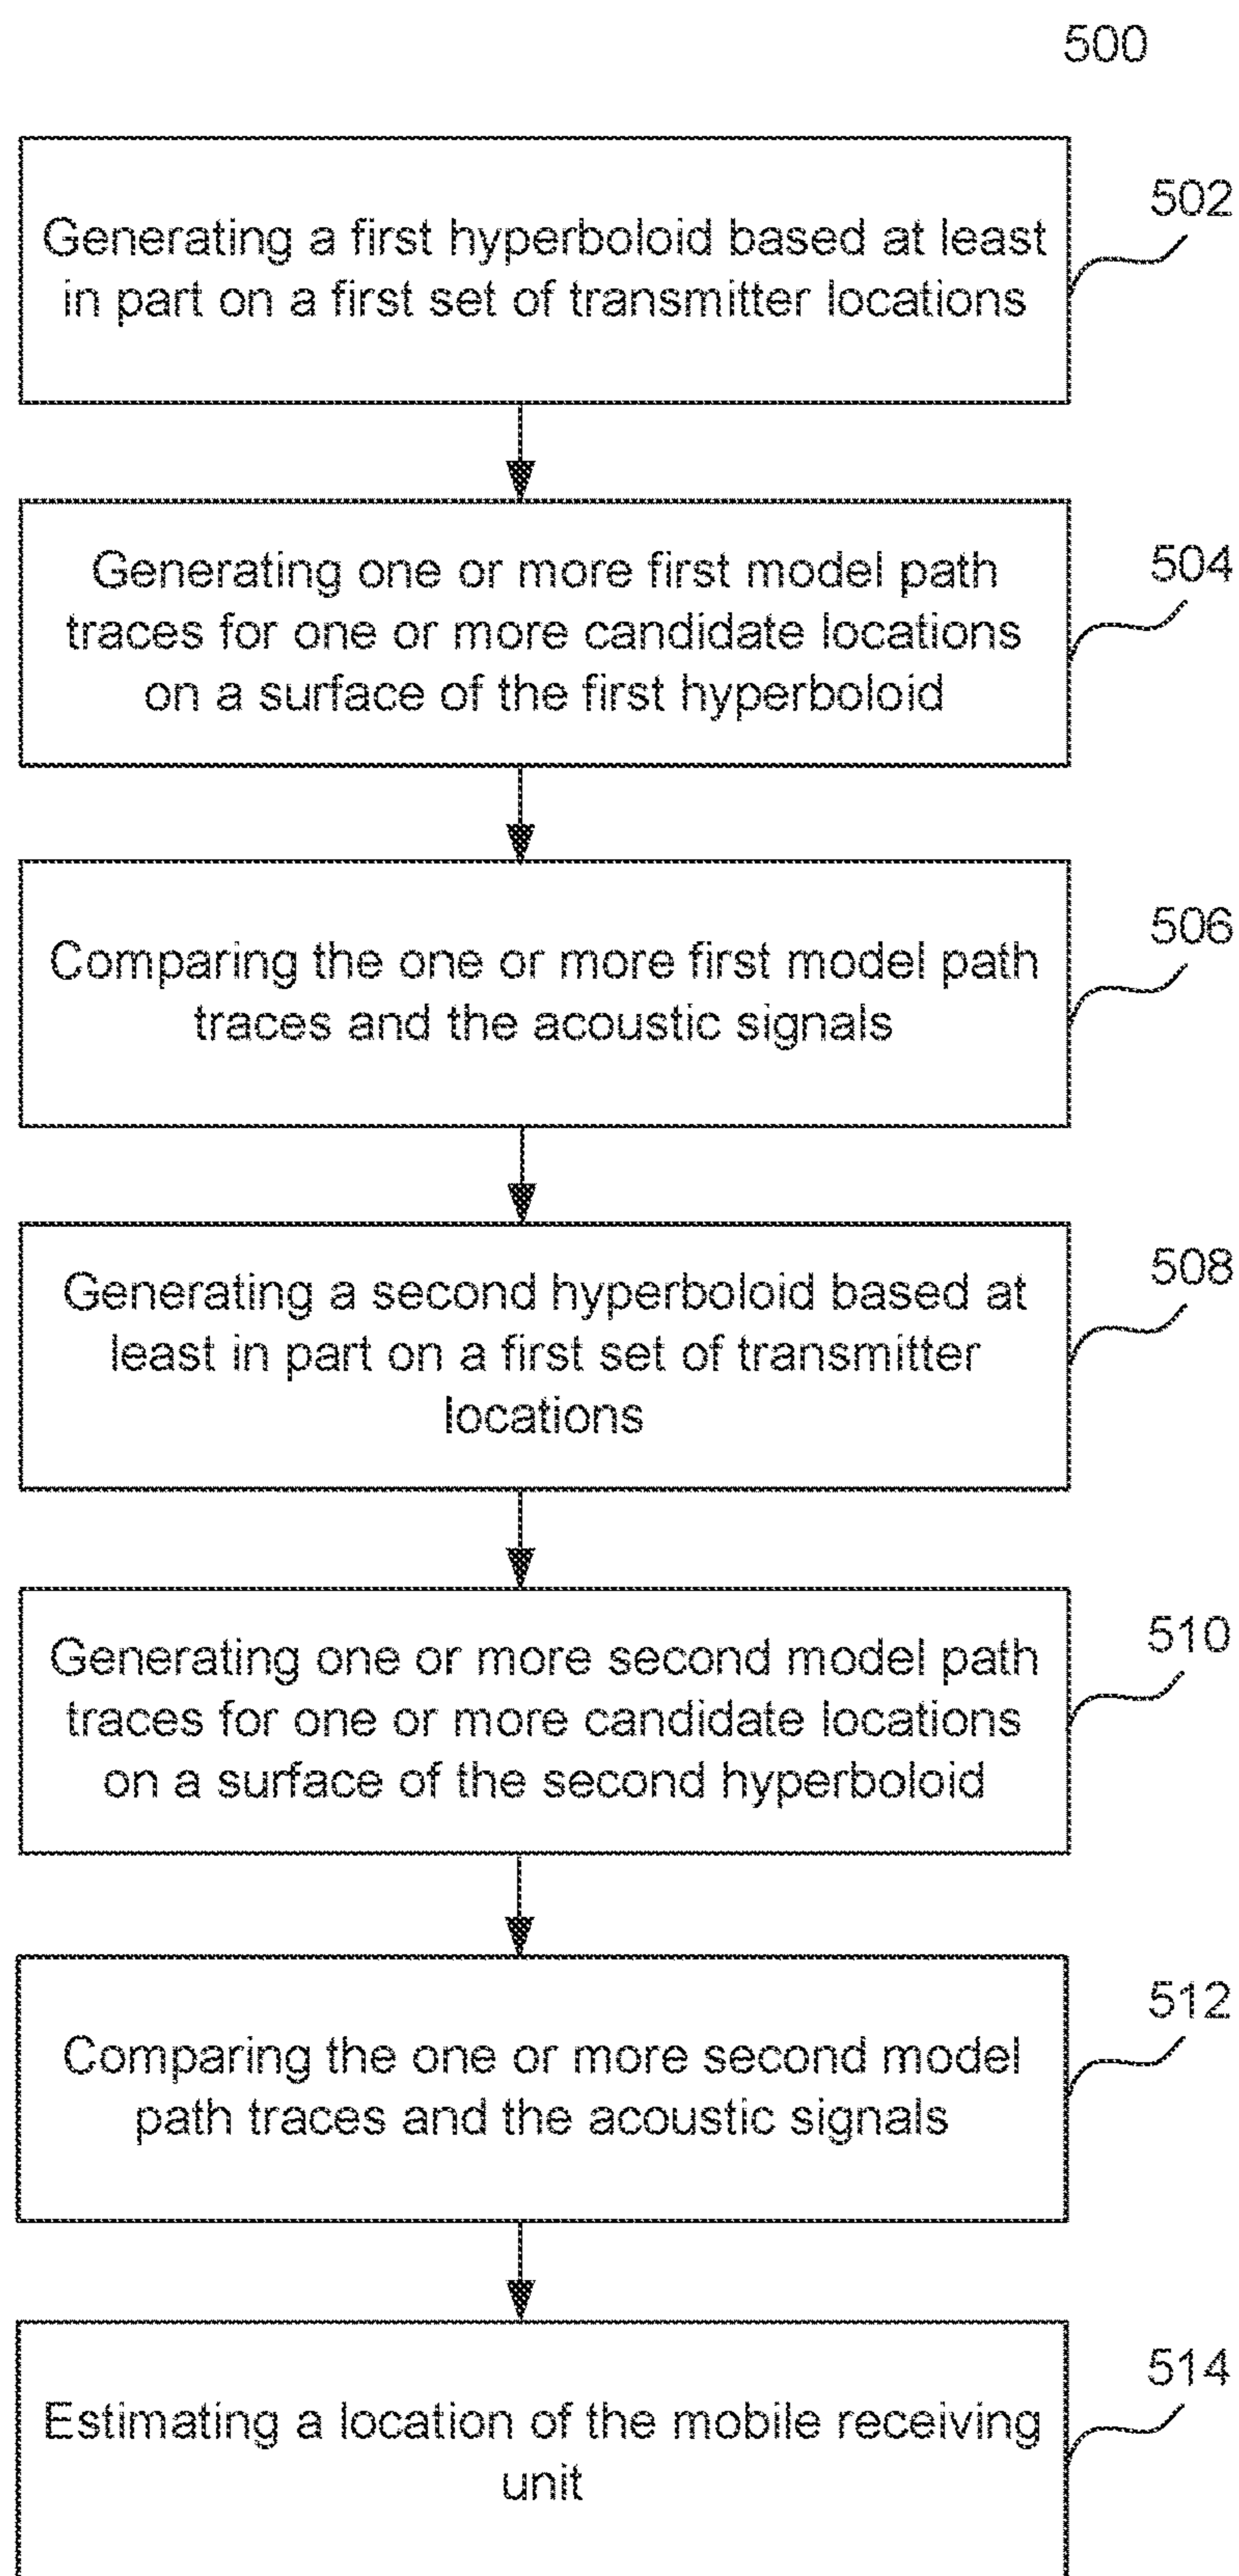 500
502
Generating a first hyperboloid based at least
in part on a first set of transmitter locations
504
Generating one or more first model path
traces for one or more candidate locations
on a surface of the first hyperboloid
506
Comparing the one or more first model path
traces and the acoustic signals
508
Generating a second hyperboloid based at
least in part on a first set of transmitter
locations
510
Generating one or more second model path
traces for one or more candidate locations
on a surface of the second hyperboloid
512
Comparing the one or more second model
path traces and the acoustic signals
514
Estimating a location of the mobile receiving
unit